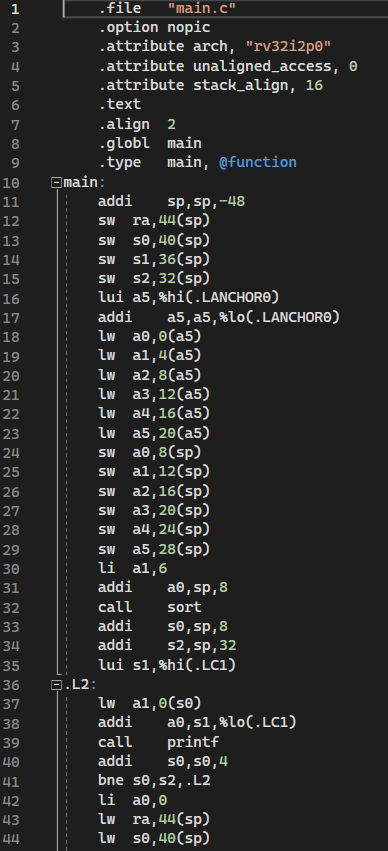 1 .file "main.c"
2 .option nopic
3 .attribute arch, "rv32i2p0"
4 .attribute unaligned_access, 0
5 .attribute stack_align, 16
6 .text
7 .align 2
8 .globl main
9 .type main, @function
10 main:
11 addi sp,sp,-48
12 sw ra,44(sp)
13 sw s0,40(sp)
14 sw s1,36(sp)
15 sw s2,32(sp)
16 lui a5,%hi(.LANCHOR0)
17 addi a5,a5,%lo(.LANCHOR0)
18 lw a0,0(a5)
19 lw a1,4(a5)
20 lw a2,8(a5)
21 lw a3,12(a5)
22 lw a4,16(a5)
23 lw a5,20(a5)
24 sw a0,8(sp)
25 sw a1,12(sp)
26 sw a2,16(sp)
27 sw a3,20(sp)
28 sw a4,24(sp)
29 sw a5,28(sp)
30 li a1,6
31 addi a0,sp,8
32 call sort
33 addi s0,sp,8
34 addi s2,sp,32
35 lui s1,%hi(.LC1)
36 .L2:
37 lw a1,0(s0)
38 addi a0,s1,%lo(.LC1)
39 call printf
40 addi s0,s0,4
41 bne s0,s2,.L2
42 li a0,0
43 lw ra,44(sp)
44 lw s0,40(sp)